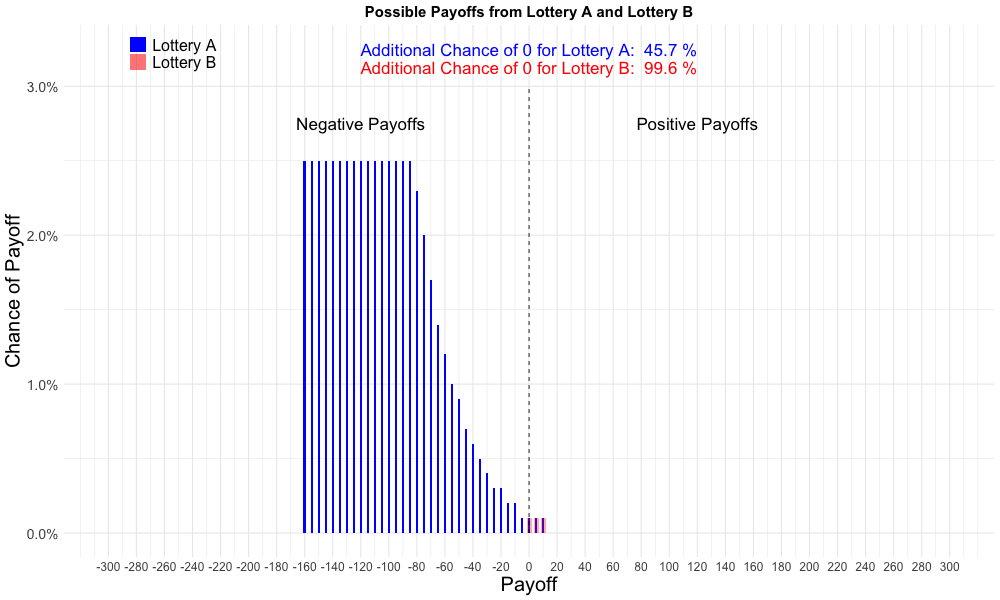 Possible Payoffs from Lottery A and Lottery B
Lottery A
Lottery B
Additional Chance of 0 for Lottery A: 45.7 %
Additional Chance of 0 for Lottery B: 99.6 %
Negative Payoffs
Positive Payoffs
Chance of Payoff
3.0%
2.0%
1.0%
0.0%
-300 -280 -260 -240 -220 -200 -180 -160 -140 -120 -100 -80 -60 -40 -20 0 20 40 60 80 100 120 140 160 180 200 220 240 260 280 300
Payoff